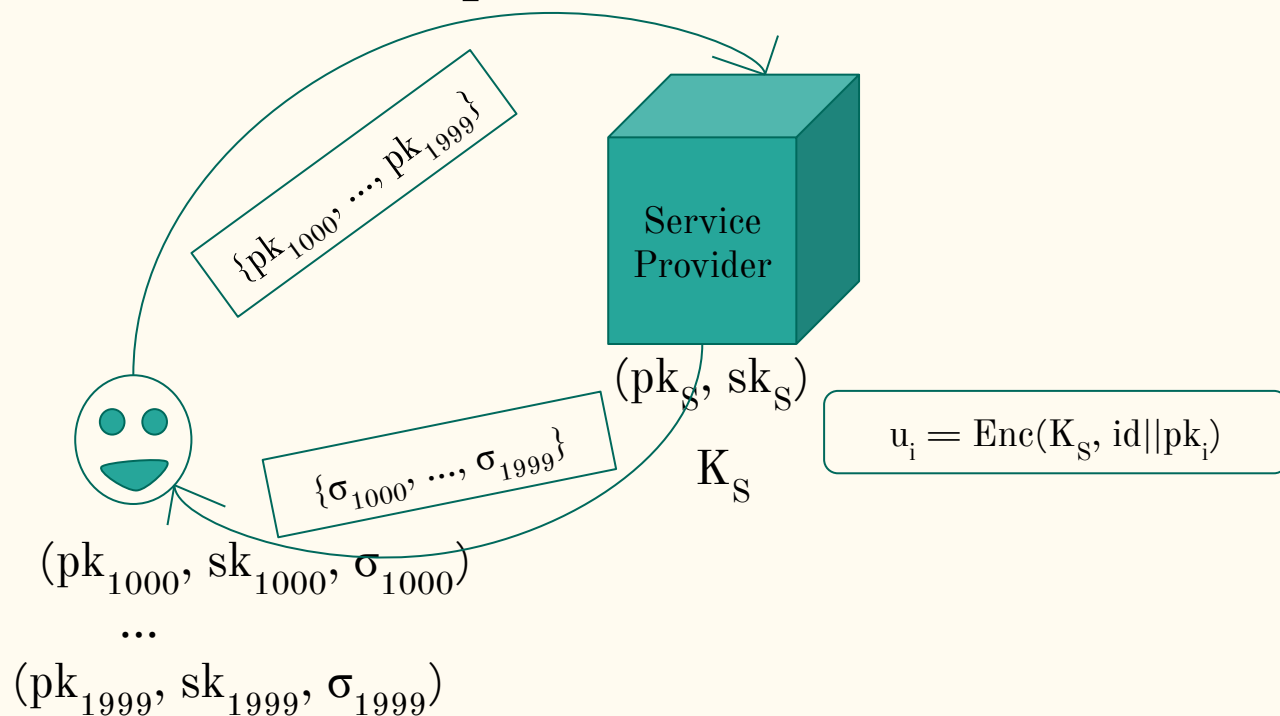 {pk₁₀₀₀, ..., pk₁₉₉₉}
Service
Provider
(pkₛ, skₛ)
Kₛ
uᵢ = Enc(Kₛ, id||pkᵢ)
{σ₁₀₀₀, ..., σ₁₉₉₉}
(pk₁₀₀₀, sk₁₀₀₀, σ₁₀₀₀)
...
(pk₁₉₉₉, sk₁₉₉₉, σ₁₉₉₉)